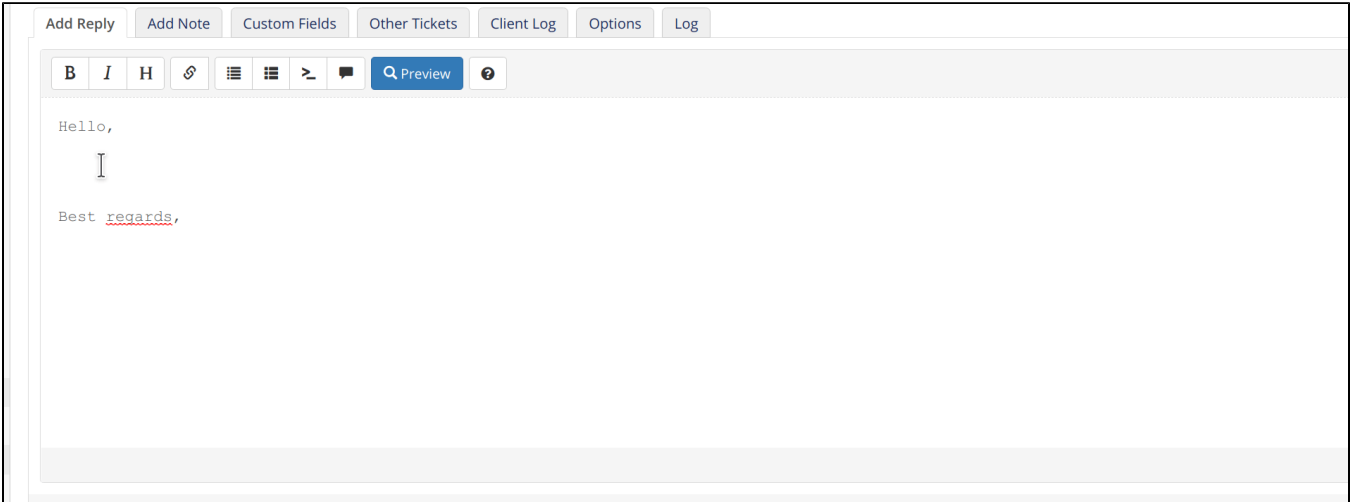 Add Reply Add Note Custom Fields Other Tickets Client Log Options Log
B I H Preview
Hello,
Best regards,